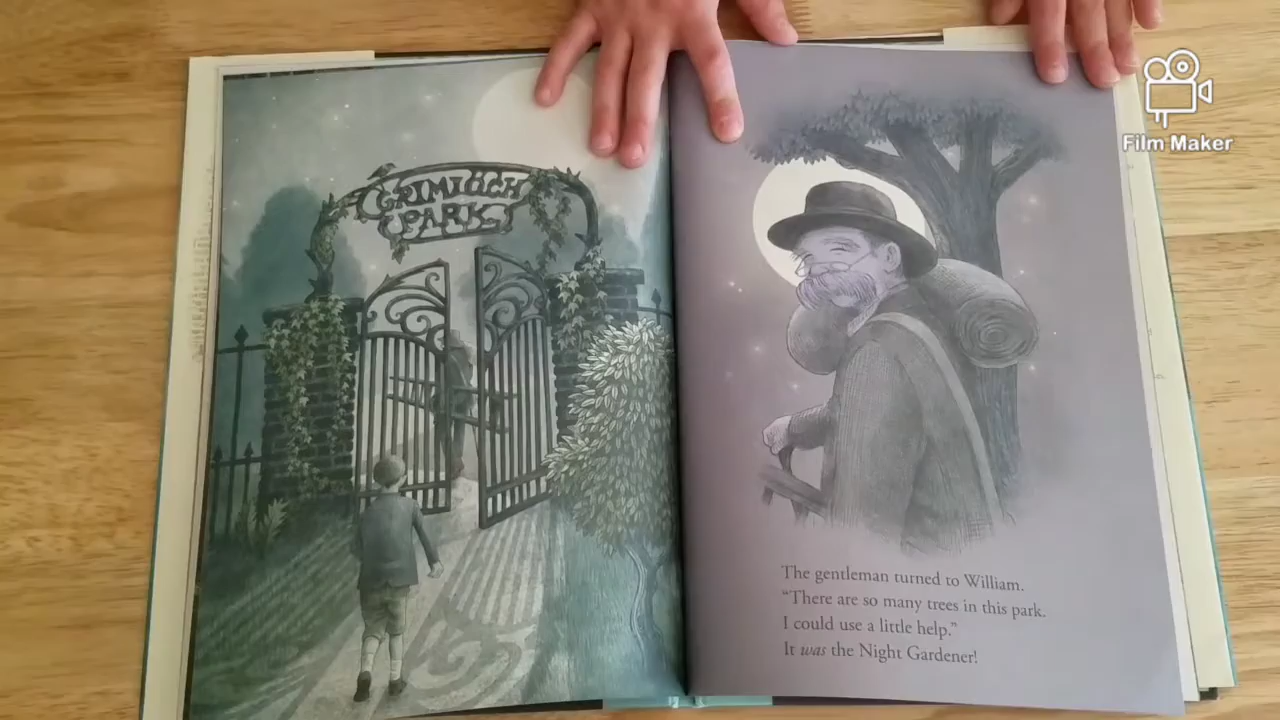 GRIMLOCH
PARK
The gentleman turned to William.
“There are so many trees in this park.
I could use a little help.”
It was the Night Gardener!
Film Maker